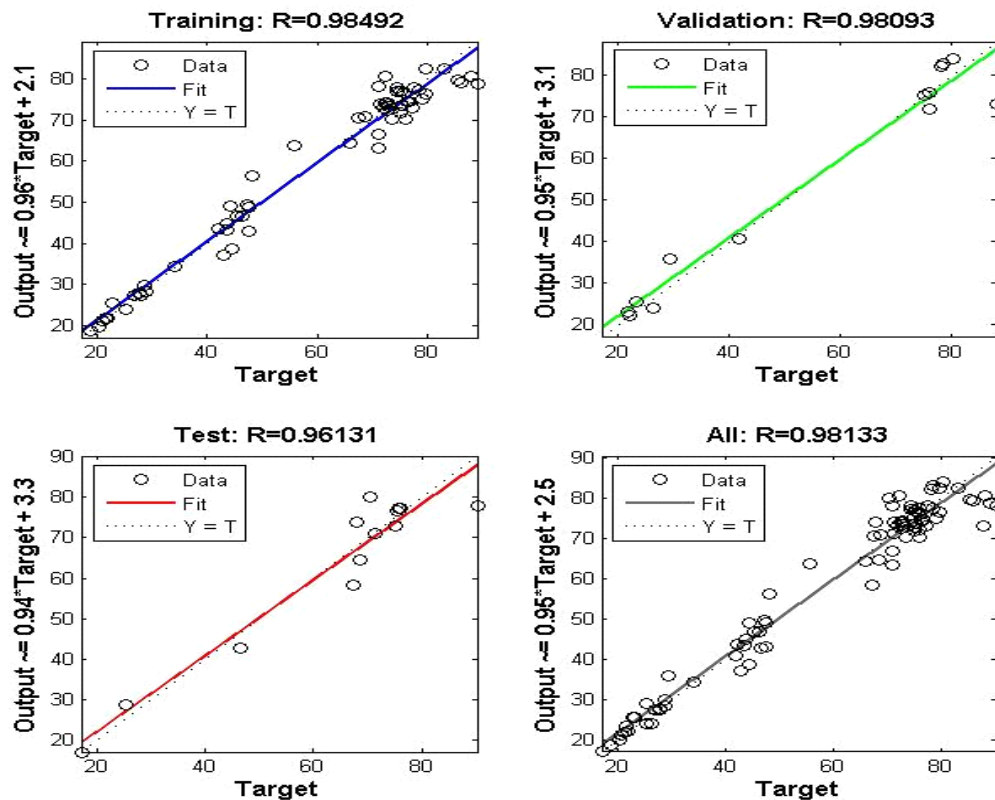 Training: R=0.98492
Output ~= 0.96*Target + 2.1
80
70
60
50
40
30
20
Data
Fit
Y = T
20
40
60
80
Target
Validation: R=0.98093
Output ~= 0.95*Target + 3.1
80
70
60
50
40
30
20
Data
Fit
Y = T
20
40
60
80
Target
Test: R=0.96131
Output ~= 0.94*Target + 3.3
90
80
70
60
50
40
30
20
Data
Fit
Y = T
20
40
60
80
Target
All: R=0.98133
Output ~= 0.95*Target + 2.5
90
80
70
60
50
40
30
20
Data
Fit
Y = T
20
40
60
80
Target